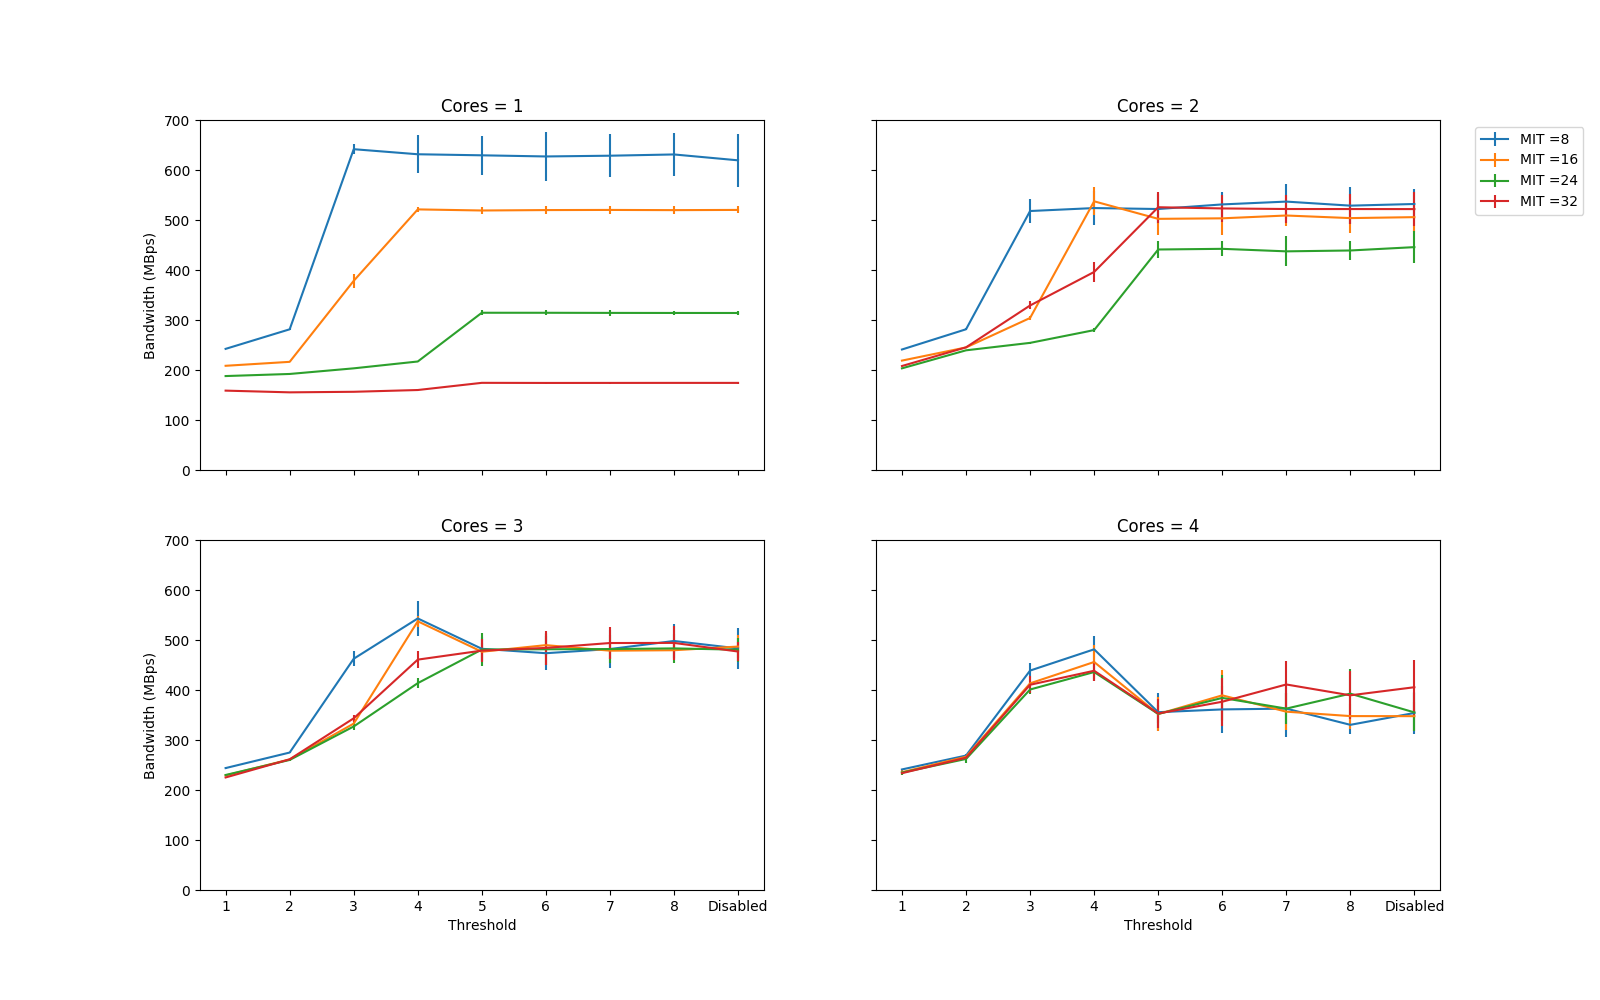 Cores = 1
Cores = 2
700
600
500
400
300
200
100
0
Bandwidth (MBps)
MIT =8
MIT =16
MIT =24
MIT =32
Cores = 3
Cores = 4
700
600
500
400
300
200
100
0
Bandwidth (MBps)
1 2 3 4 5 6 7 8 Disabled
Threshold
1 2 3 4 5 6 7 8 Disabled
Threshold